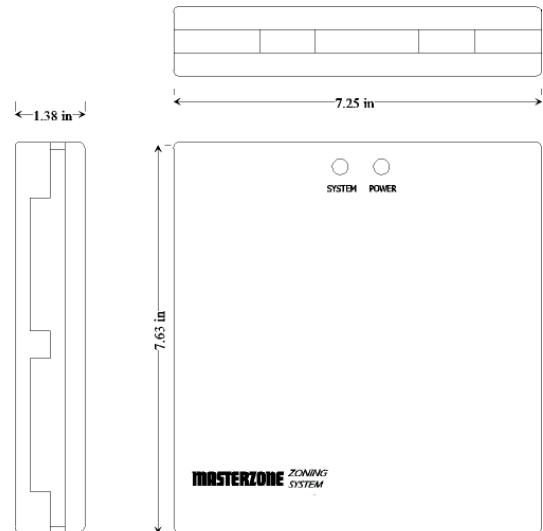 7.25 in
1.38 in
SYSTEM POWER
7.63 in
MASTERZONE ZONING
SYSTEM